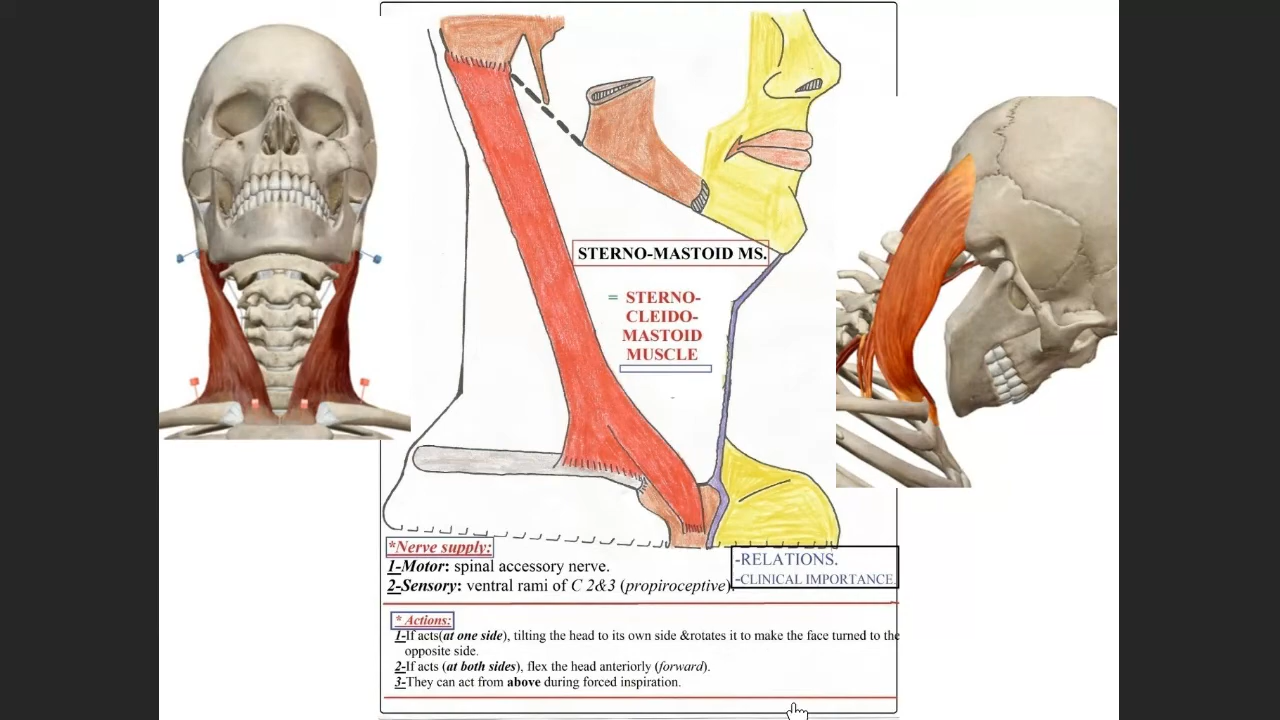 STERNO-MASTOID MS.
= STERNO-
CLEIDO-
MASTOID
MUSCLE
*Nerve supply:
1-Motor: spinal accessory nerve.
2-Sensory: ventral rami of C 2&3 (propiroceptive).
-RELATIONS.
-CLINICAL IMPORTANCE.
* Actions:
1-If acts(at one side), tilting the head to its own side &rotates it to make the face turned to the
opposite side.
2-If acts (at both sides), flex the head anteriorly (forward).
3-They can act from above during forced inspiration.